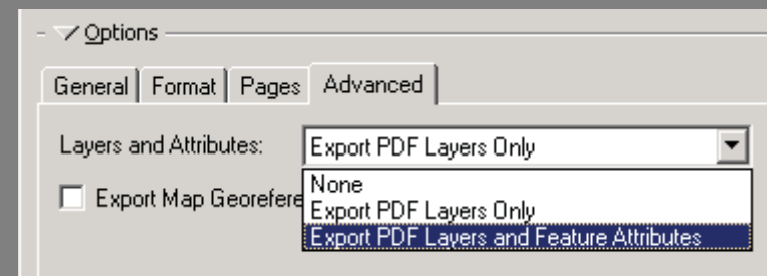 Options
General Format Pages Advanced
Layers and Attributes: Export PDF Layers Only
None
Export Map Georefere Export PDF Layers Only
Export PDF Layers and Feature Attributes